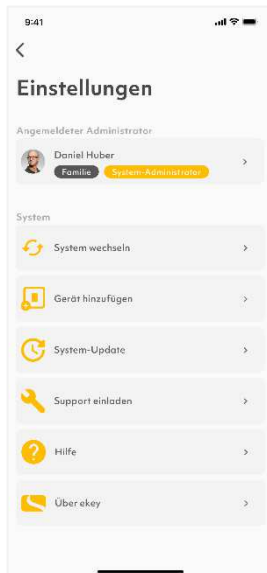 9:41
Einstellungen
Angemeldeter Administrator
Daniel Huber
Familie System-Administrator
System
System wechseln
Gerät hinzufügen
System-Update
Support einladen
Hilfe
Über ekey